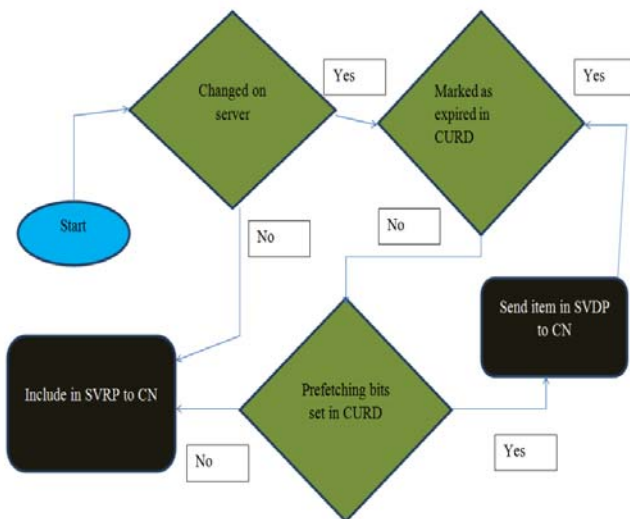 Changed on
server
Yes
Marked as
expired in
CURD
Yes
Start
No
No
Send item in SVDP
to CN
Include in SVRP to CN
Prefetching bits
set in CURD
No
Yes